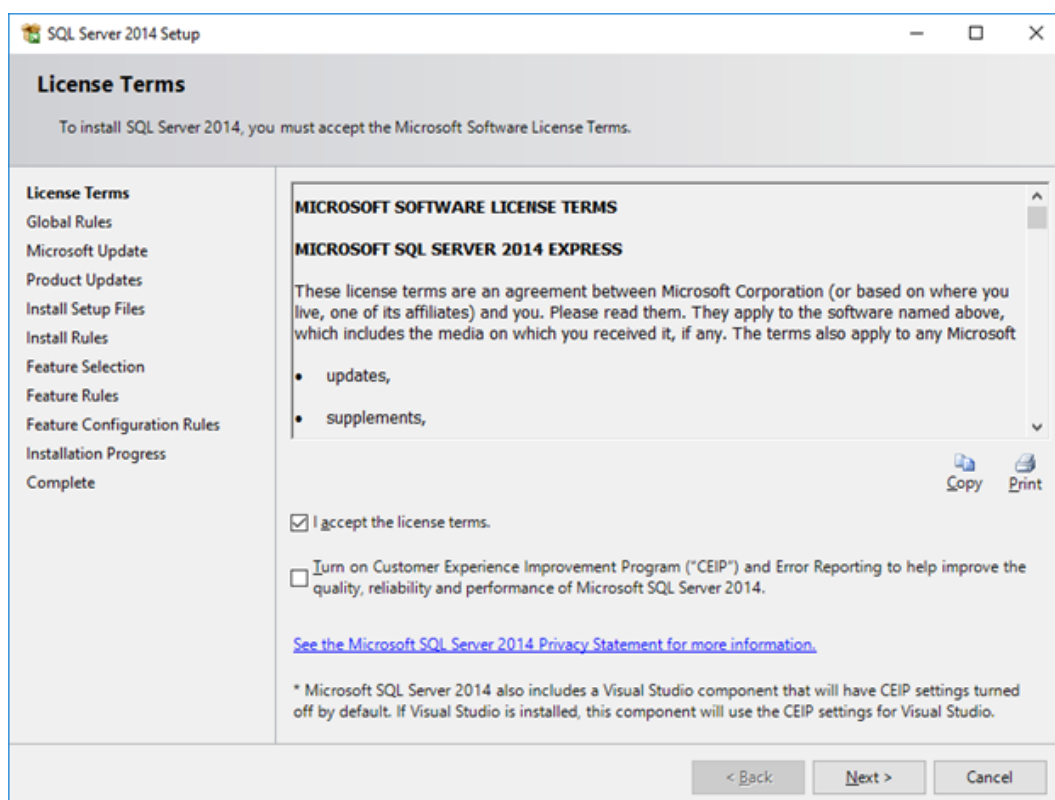 SQL Server 2014 Setup
License Terms
To install SQL Server 2014, you must accept the Microsoft Software License Terms.
License Terms
Global Rules
Microsoft Update
Product Updates
Install Setup Files
Install Rules
Feature Selection
Feature Rules
Feature Configuration Rules
Installation Progress
Complete
MICROSOFT SOFTWARE LICENSE TERMS
MICROSOFT SQL SERVER 2014 EXPRESS
These license terms are an agreement between Microsoft Corporation (or based on where you
live, one of its affiliates) and you. Please read them. They apply to the software named above,
which includes the media on which you received it, if any. The terms also apply to any Microsoft
• updates,
• supplements,
Copy Print
I accept the license terms.
Turn on Customer Experience Improvement Program ("CEIP") and Error Reporting to help improve the
quality, reliability and performance of Microsoft SQL Server 2014.
See the Microsoft SQL Server 2014 Privacy Statement for more information.
* Microsoft SQL Server 2014 also includes a Visual Studio component that will have CEIP settings turned
off by default. If Visual Studio is installed, this component will use the CEIP settings for Visual Studio.
< Back Next > Cancel